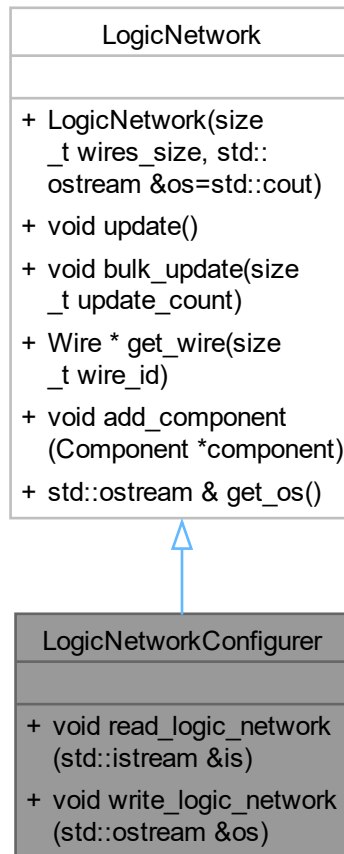 LogicNetwork
+ LogicNetwork(size
_t wires_size, std::
ostream &os=std::cout)
+ void update()
+ void bulk_update(size
_t update_count)
+ Wire * get_wire(size
_t wire_id)
+ void add_component
(Component *component)
+ std::ostream & get_os()
LogicNetworkConfigurer
+ void read_logic_network
(std::istream &is)
+ void write_logic_network
(std::ostream &os)